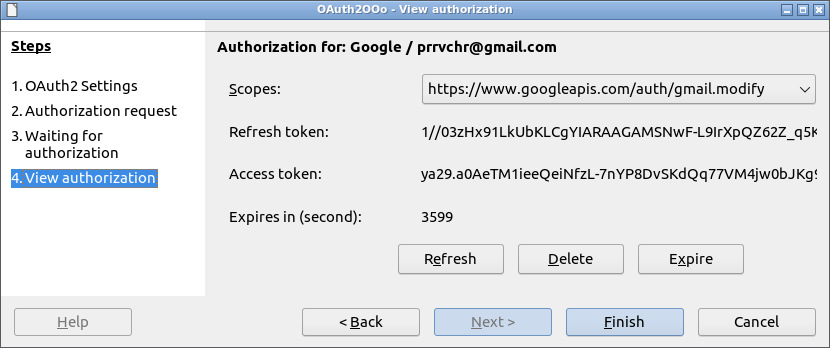 OAuth2OOo - View authorization
Steps
1. OAuth2 Settings
2. Authorization request
3. Waiting for
authorization
4. View authorization
Authorization for: Google / prrvchr@gmail.com
Scopes: https://www.googleapis.com/auth/gmail.modify
Refresh token: 1//03zHx91LkUbKLCgYIARAAGAMSNwF-L9IrXpQZ62Z_q5K
Access token: ya29.a0AeTM1ieeQeiNfzL-7nYP8DvSKdQq77VM4jw0bJKg9
Expires in (second): 3599
Refresh Delete Expire
Help < Back Next > Finish Cancel